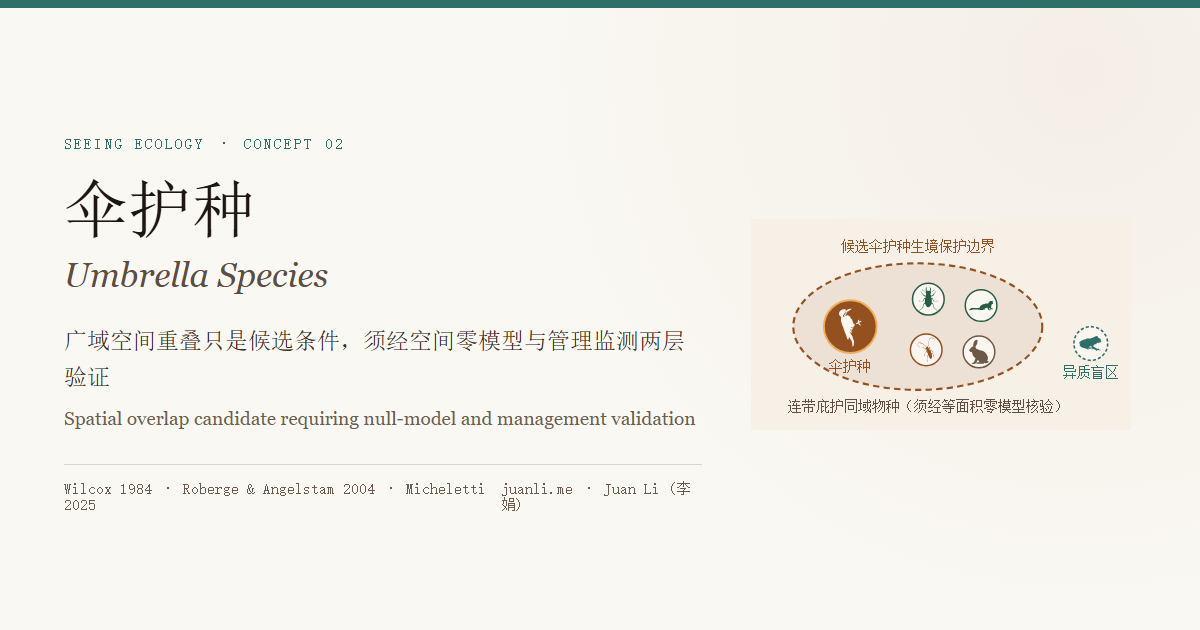 SEEING ECOLOGY · CONCEPT 02
伞护种
Umbrella Species
广域空间重叠只是候选条件，须经空间零模型与管理监测两层
验证
Spatial overlap candidate requiring null-model and management validation
Wilcox 1984 · Roberge & Angelstam 2004 · Micheletti
2025
juanli.me · Juan Li (李
娟)
候选伞护种生境保护边界
伞护种
异质盲区
连带庇护同域物种（须经等面积零模型核验）